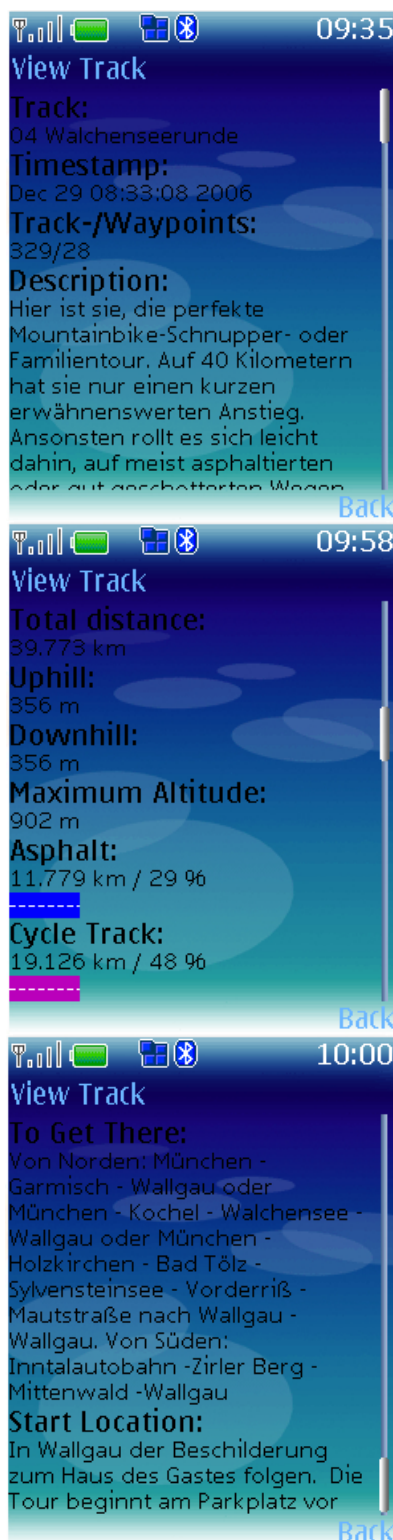 09:35
View Track
Track:
04 Walchenseerunde
Timestamp:
Dec 29 08:33:08 2006
Track-/Waypoints:
329/28
Description:
Hier ist sie, die perfekte
Mountainbike-Schnupper- oder
Familientour. Auf 40 Kilometern
hat sie nur einen kurzen
erwähnenswerten Anstieg.
Ansonsten rollt es sich leicht
dahin, auf meist asphaltierten
oder gut geschotterten Wegen
Back
09:58
View Track
Total distance:
39.773 km
Uphill:
356 m
Downhill:
356 m
Maximum Altitude:
902 m
Asphalt:
11.779 km / 29 %
Cycle Track:
19.126 km / 48 %
Back
10:00
View Track
To Get There:
Von Norden: München -
Garmisch - Wallgau oder
München - Kochel - Walchensee -
Wallgau oder München -
Holzkirchen - Bad Tölz -
Sylvensteinsee - Vorderriß -
Mautstraße nach Wallgau -
Wallgau. Von Süden:
Inntalautobahn -Zirler Berg -
Mittenwald -Wallgau
Start Location:
In Wallgau der Beschilderung
zum Haus des Gastes folgen. Die
Tour beginnt am Parkplatz vor
Back